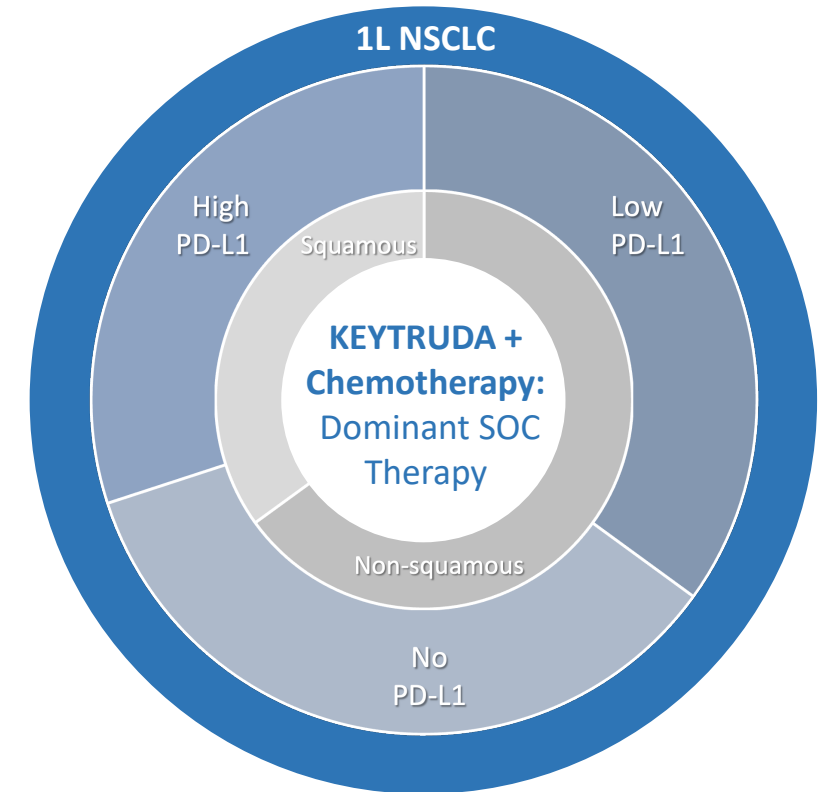 1L NSCLC
High
PD-L1
Low
PD-L1
Squamous
KEYTRUDA +
Chemotherapy:
Dominant SOC
Therapy
Non-squamous
No
PD-L1